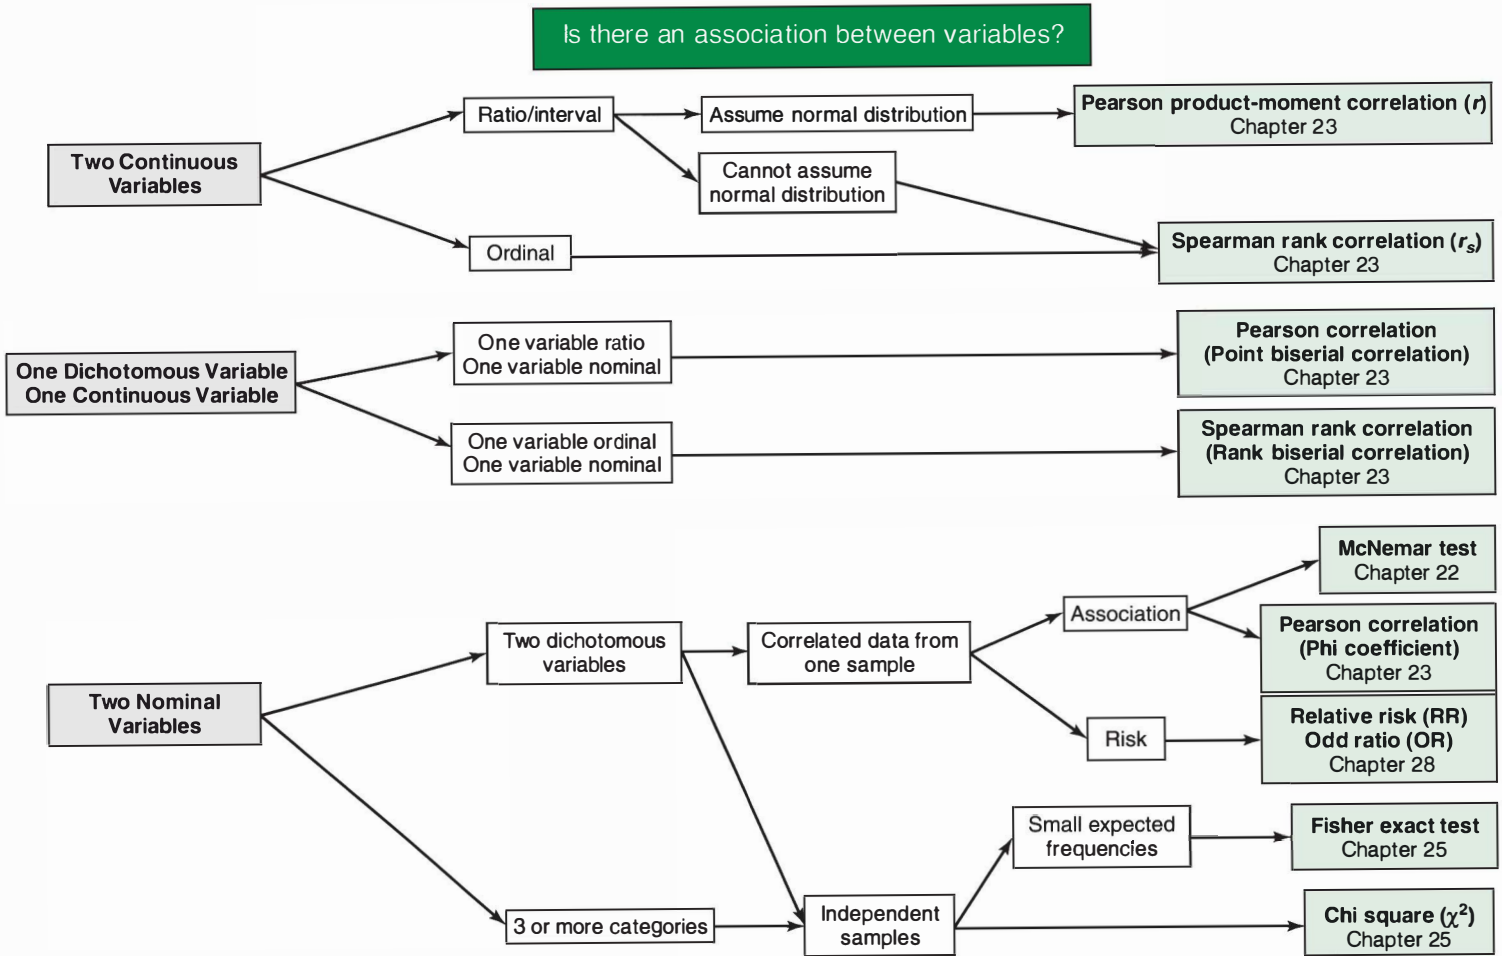 Is there an association between variables?
Two Continuous
Variables
Ratio/interval
Assume normal distribution
Pearson product-moment correlation (r)
Chapter 23
Cannot assume
normal distribution
Ordinal
Spearman rank correlation (rₛ)
Chapter 23
One Dichotomous Variable
One Continuous Variable
One variable ratio
One variable nominal
Pearson correlation
(Point biserial correlation)
Chapter 23
One variable ordinal
One variable nominal
Spearman rank correlation
(Rank biserial correlation)
Chapter 23
Two Nominal
Variables
Two dichotomous
variables
Correlated data from
one sample
Association
McNemar test
Chapter 22
Pearson correlation
(Phi coefficient)
Chapter 23
Risk
Relative risk (RR)
Odd ratio (OR)
Chapter 28
3 or more categories
Independent
samples
Small expected
frequencies
Fisher exact test
Chapter 25
Chi square (χ²)
Chapter 25